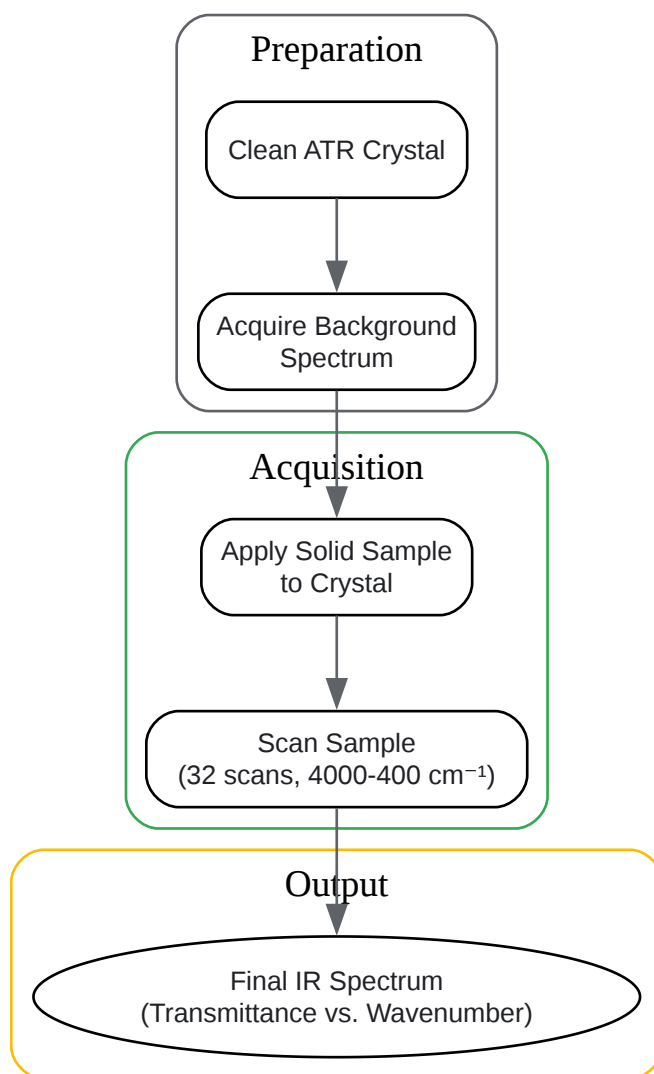 Preparation
Clean ATR Crystal
Acquire Background
Spectrum
Acquisition
Apply Solid Sample
to Crystal
Scan Sample
(32 scans, 4000-400 cm⁻¹)
Output
Final IR Spectrum
(Transmittance vs. Wavenumber)